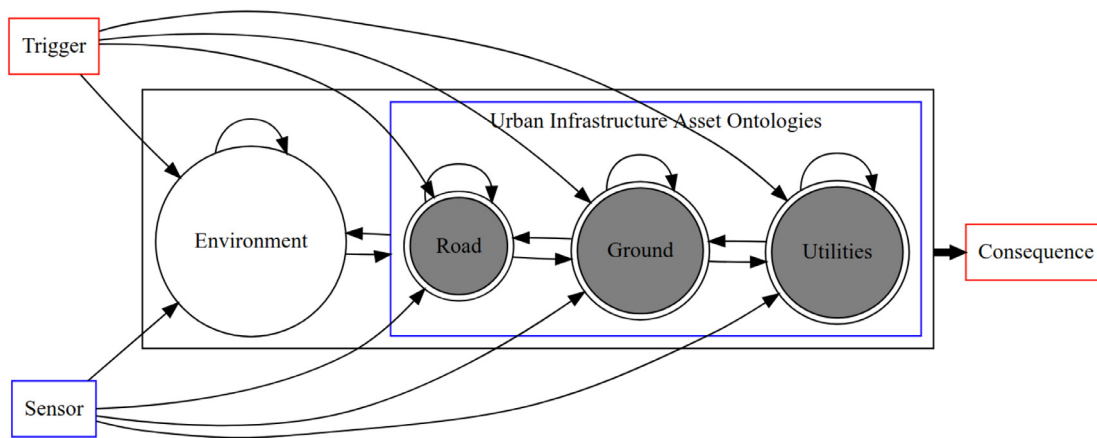 Trigger
Urban Infrastructure Asset Ontologies
Environment
Road
Ground
Utilities
Consequence
Sensor